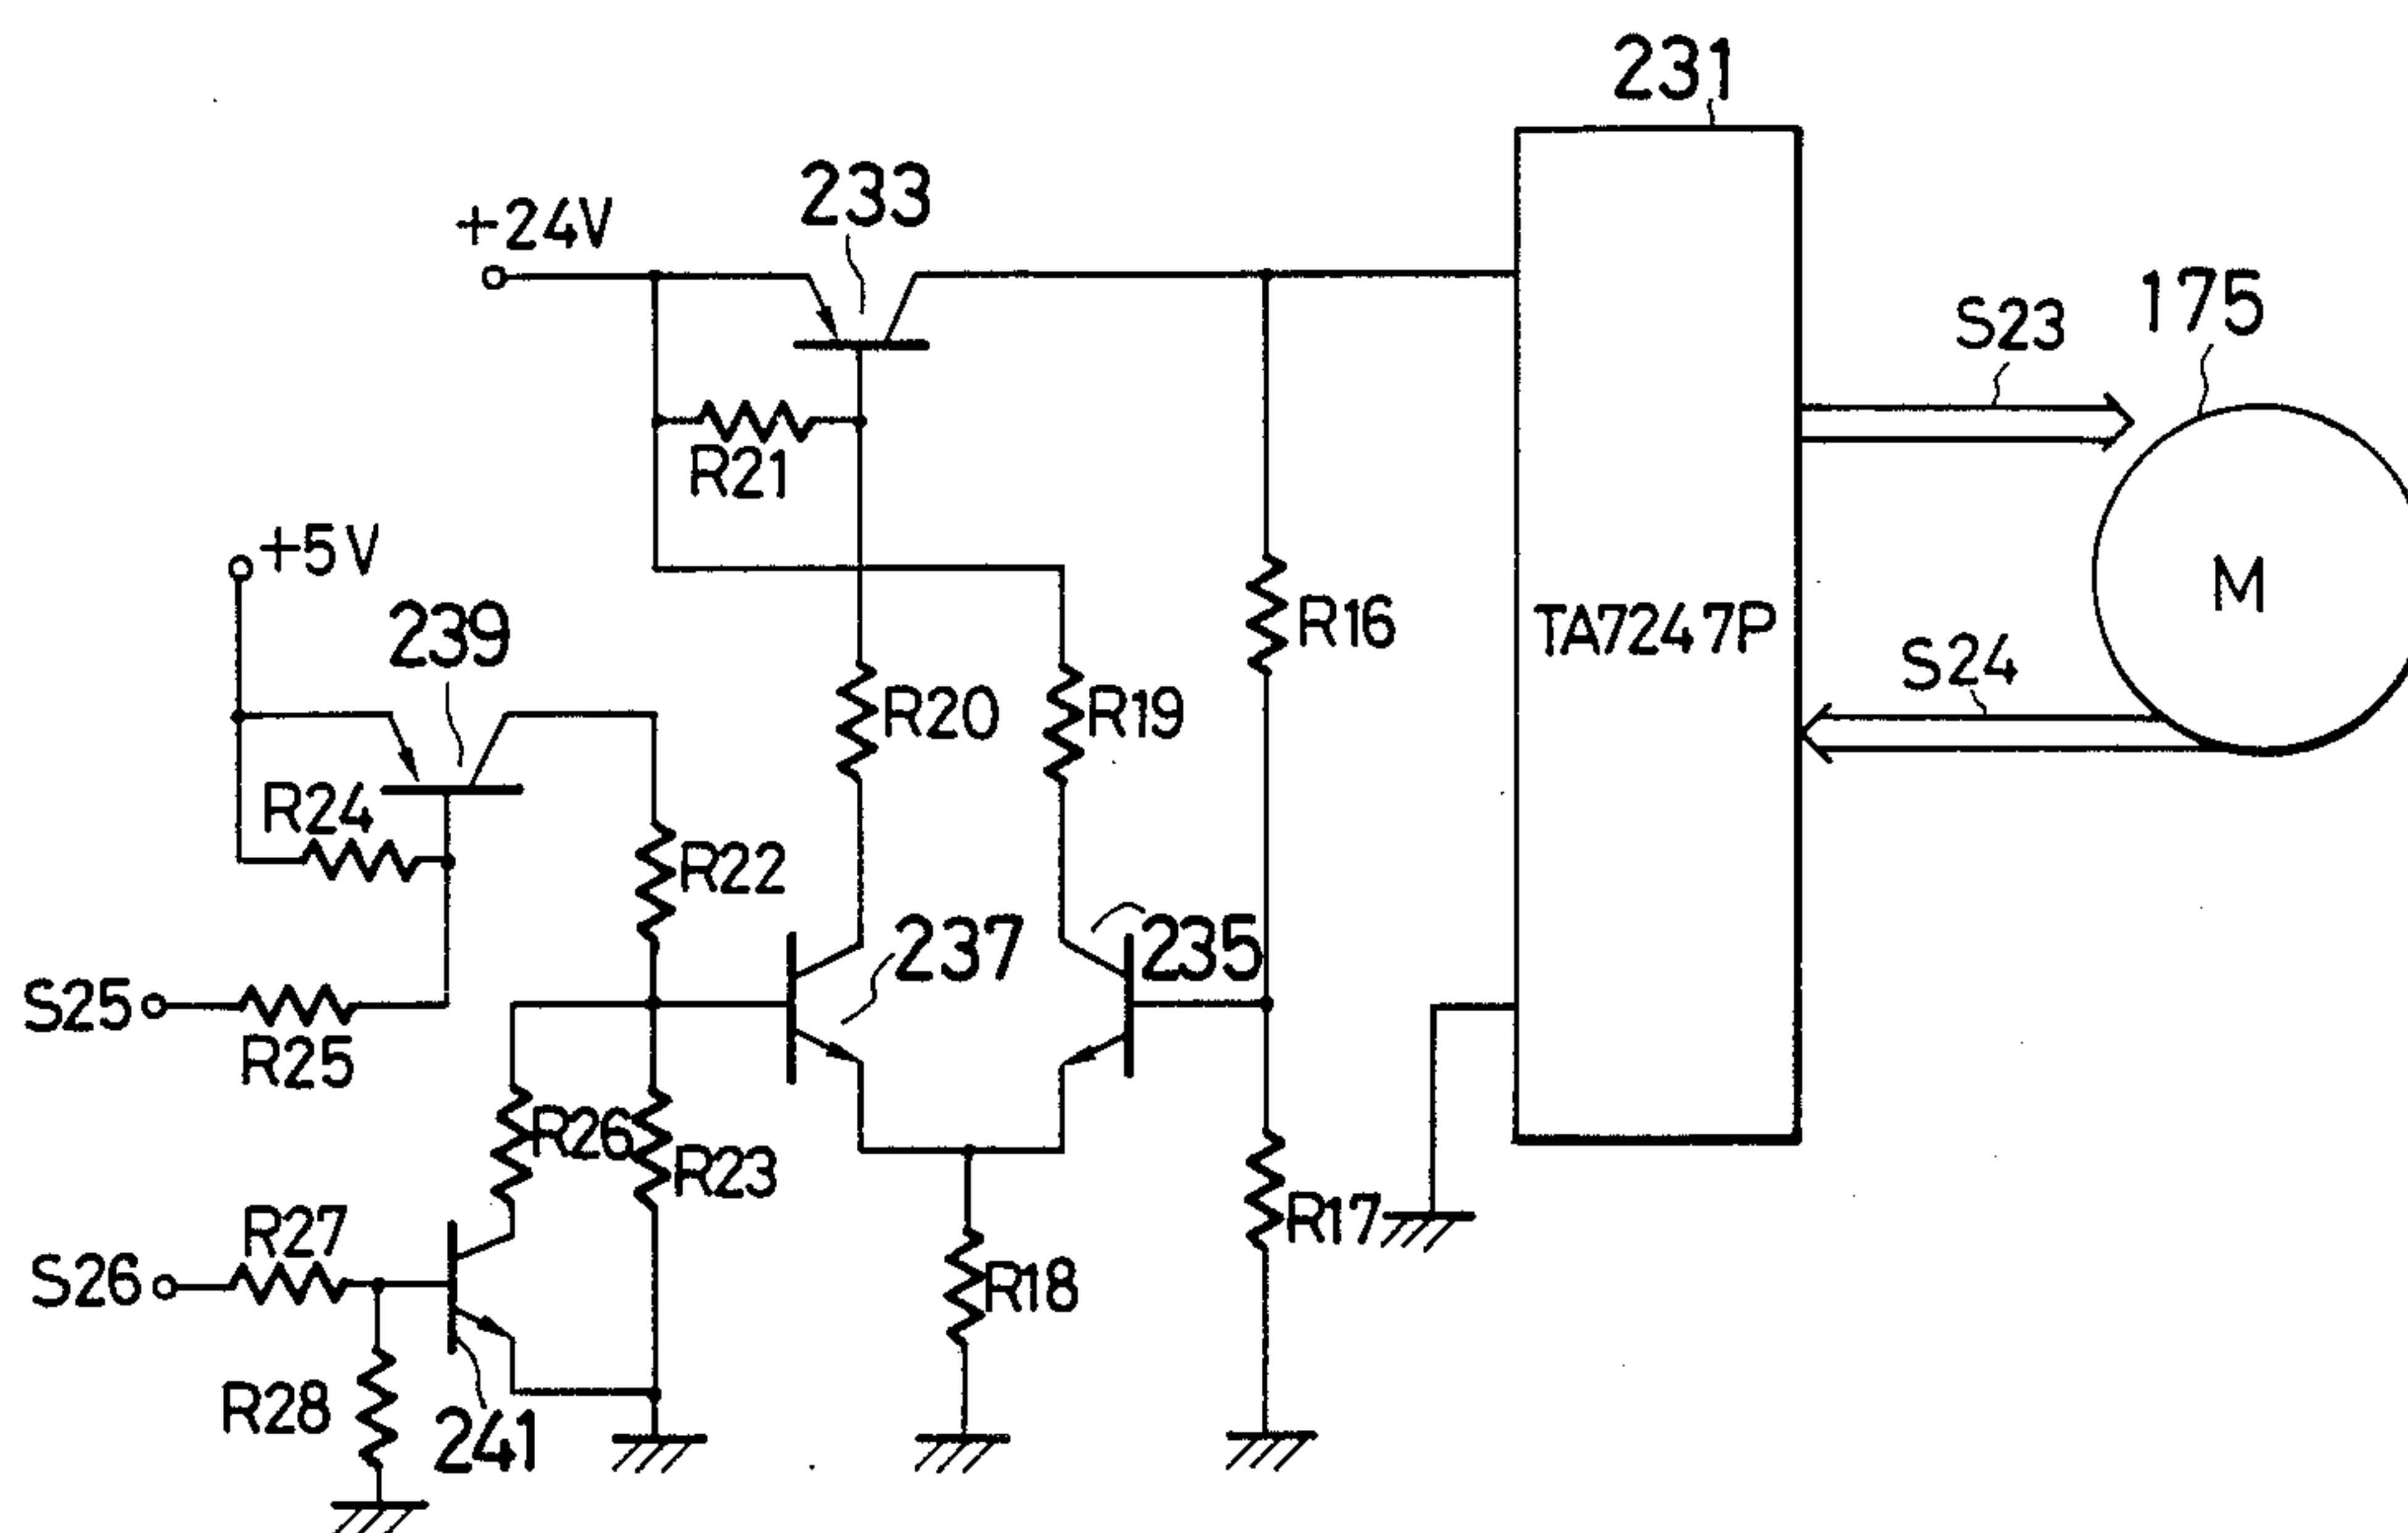 231
233
+24V
175
S23
+5V
R21
239
R16
TA7247P
M
S24
R20
R19
R24
R22
237
235
S25
R25
R26
R23
R27
R17
S26
R18
R28
241